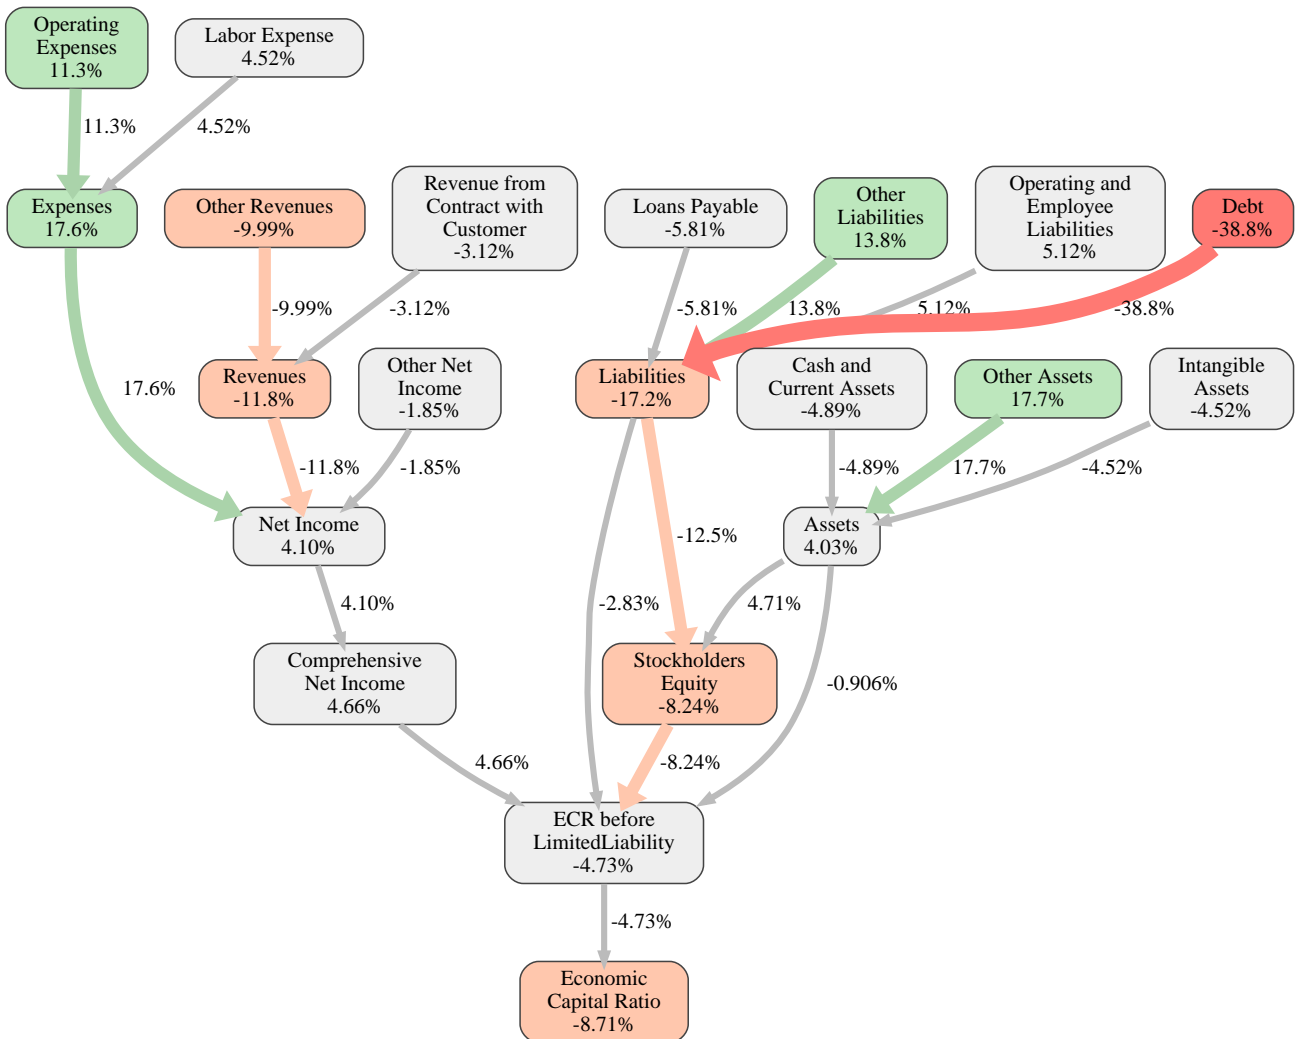 Operating
Expenses
11.3%
Labor Expense
4.52%
11.3%
4.52%
Expenses
17.6%
Other Revenues
-9.99%
Revenue from
Contract with
Customer
-3.12%
Loans Payable
-5.81%
Other
Liabilities
13.8%
Operating and
Employee
Liabilities
5.12%
Debt
-38.8%
-9.99%
-3.12%
-5.81%
13.8%
5.12%
-38.8%
17.6%
Revenues
-11.8%
Other Net
Income
-1.85%
Liabilities
-17.2%
Cash and
Current Assets
-4.89%
Other Assets
17.7%
Intangible
Assets
-4.52%
-11.8%
-1.85%
-4.89%
17.7%
-4.52%
Net Income
4.10%
-12.5%
Assets
4.03%
4.10%
-2.83%
4.71%
Comprehensive
Net Income
4.66%
Stockholders
Equity
-8.24%
-0.906%
4.66%
-8.24%
ECR before
LimitedLiability
-4.73%
-4.73%
Economic
Capital Ratio
-8.71%